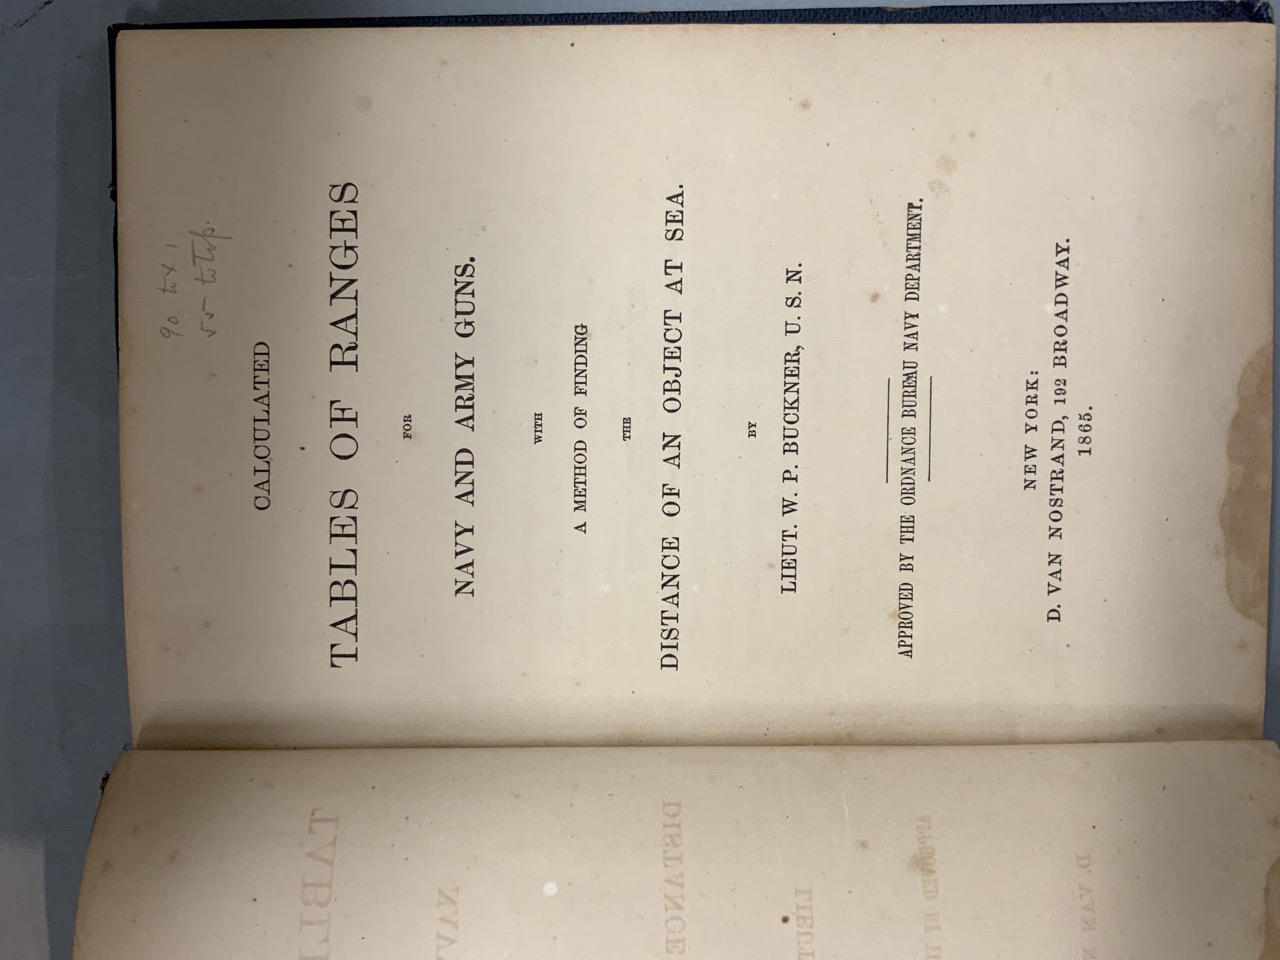 CALCULATED
TABLES OF RANGES
FOR
NAVY AND ARMY GUNS.
WITH
A METHOD OF FINDING
THE
DISTANCE OF AN OBJECT AT SEA.
BY
LIEUT. W. P. BUCKNER, U. S. N.
APPROVED BY THE ORDNANCE BUREAU NAVY DEPARTMENT.
NEW YORK:
D. VAN NOSTRAND, 192 BROADWAY.
1865.